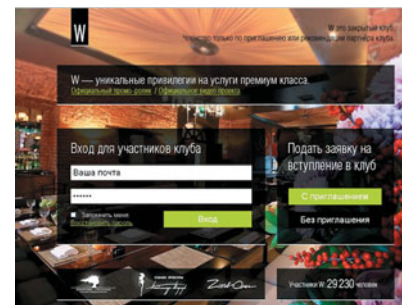 W
W это закрытый клуб.
Членство только по приглашению или рекомендации партнера клуба.
W — уникальные привилегии на услуги премиум класса.
Официальный промо-ролик / Официальное видео проекта
Вход для участников клуба
Ваша почта
••••••
Запомнить меня
Вход
Подать заявку на
вступление в клуб
С приглашением
Без приглашения
Участники W: 29 230 человек